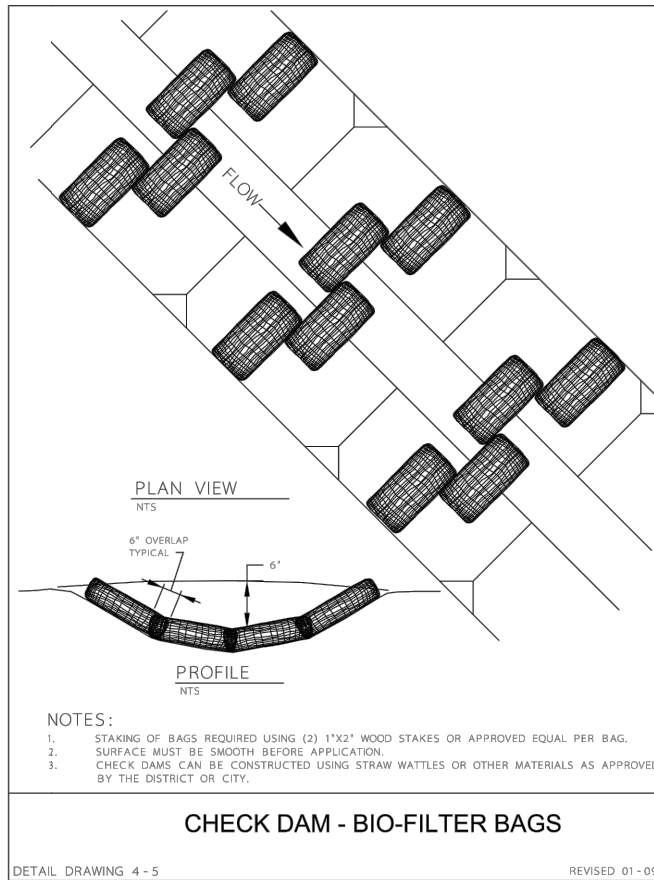 FLOW
PLAN VIEW
NTS
6" OVERLAP
TYPICAL
6"
PROFILE
NTS
NOTES:
1. STAKING OF BAGS REQUIRED USING (2) 1"X2" WOOD STAKES OR APPROVED EQUAL PER BAG.
2. SURFACE MUST BE SMOOTH BEFORE APPLICATION.
3. CHECK DAMS CAN BE CONSTRUCTED USING STRAW WATTLES OR OTHER MATERIALS AS APPROVED
BY THE DISTRICT OR CITY.
CHECK DAM - BIO-FILTER BAGS
DETAIL DRAWING 4-5
REVISED 01-09